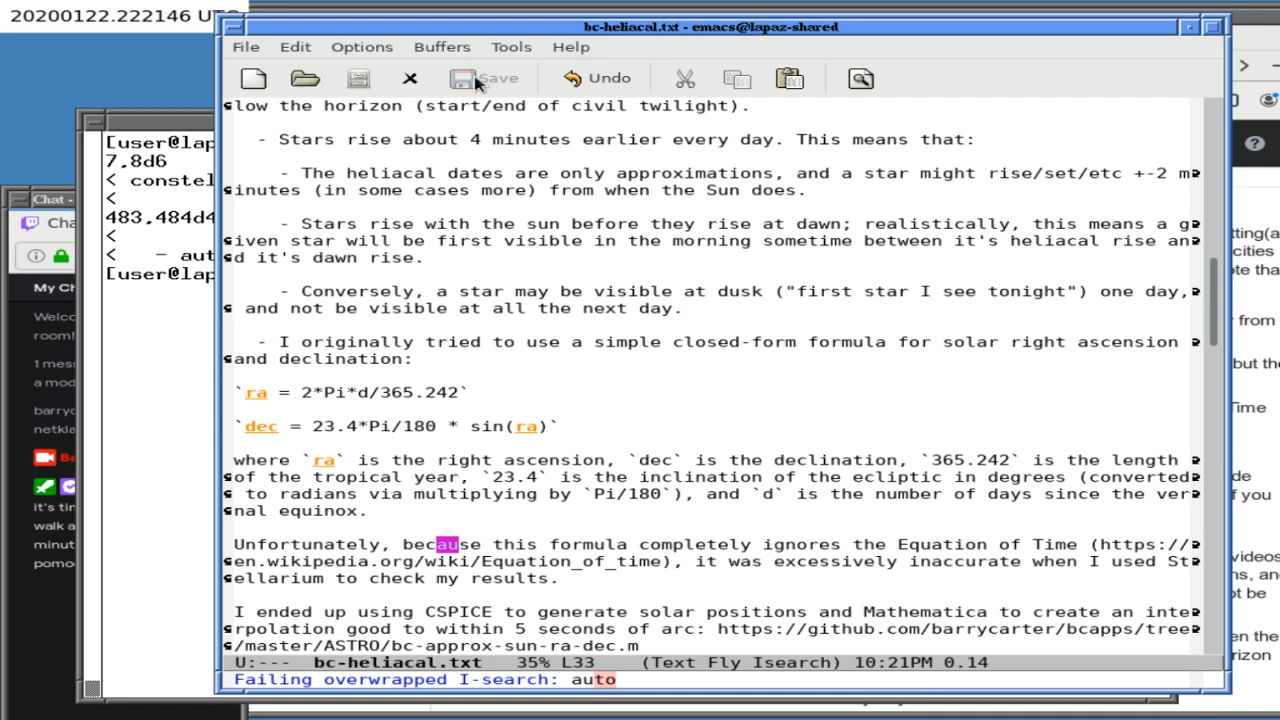 20200122.222146 UTC
bc-heliacal.txt - emacs@lapaz-shared
File Edit Options Buffers Tools Help
Save Undo
low the horizon (start/end of civil twilight).
- Stars rise about 4 minutes earlier every day. This means that:
- The heliacal dates are only approximations, and a star might rise/set/etc +-2 m
inutes (in some cases more) from when the Sun does.
- Stars rise with the sun before they rise at dawn; realistically, this means a g
iven star will be first visible in the morning sometime between it's heliacal rise an
d it's dawn rise.
- Conversely, a star may be visible at dusk ("first star I see tonight") one day,
and not be visible at all the next day.
- I originally tried to use a simple closed-form formula for solar right ascension
and declination:
`ra = 2*Pi*d/365.242`
`dec = 23.4*Pi/180 * sin(ra)`
where `ra` is the right ascension, `dec` is the declination, `365.242` is the length
of the tropical year, `23.4` is the inclination of the ecliptic in degrees (converted
to radians via multiplying by `Pi/180`), and `d` is the number of days since the ver
nal equinox.
Unfortunately, because this formula completely ignores the Equation of Time (https://
en.wikipedia.org/wiki/Equation_of_time), it was excessively inaccurate when I used St
ellarium to check my results.
I ended up using CSPICE to generate solar positions and Mathematica to create an inte
rpolation good to within 5 seconds of arc: https://github.com/barrycarter/bcapps/tree
/master/ASTRO/bc-approx-sun-ra-dec.m
U:--- bc-heliacal.txt 35% L33 (Text Fly Isearch) 10:21PM 0.14
Failing overwrapped I-search: auto
[user@lap
7,8d6
< constel
<
483,484d4
<
< - aut
[user@lap
Chat -
Cha
My Ch
Welco
room!
1 mess
a mod
barryc
netkla
Ba
it's tin
walk a
minut
pomo
tting(a
cities
ote tha
from
but the
Time
de
f you
videos
ns, an
ot be
en the
rizon